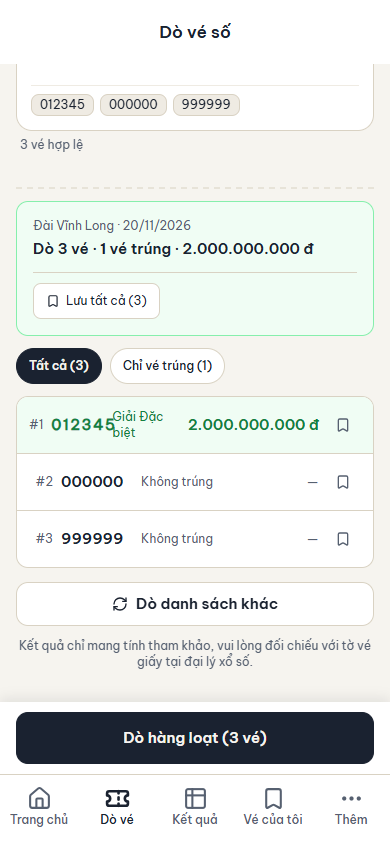 Dò vé số
012345 000000 999999
3 vé hợp lệ
Đài Vĩnh Long · 20/11/2026
Dò 3 vé · 1 vé trúng · 2.000.000.000 đ
Lưu tất cả (3)
Tất cả (3) Chỉ vé trúng (1)
#1 012345 Giải Đặc biệt 2.000.000.000 đ
#2 000000 Không trúng —
#3 999999 Không trúng —
Dò danh sách khác
Kết quả chỉ mang tính tham khảo, vui lòng đối chiếu với tờ vé
giấy tại đại lý xổ số.
Dò hàng loạt (3 vé)
Trang chủ Dò vé Kết quả Vé của tôi Thêm